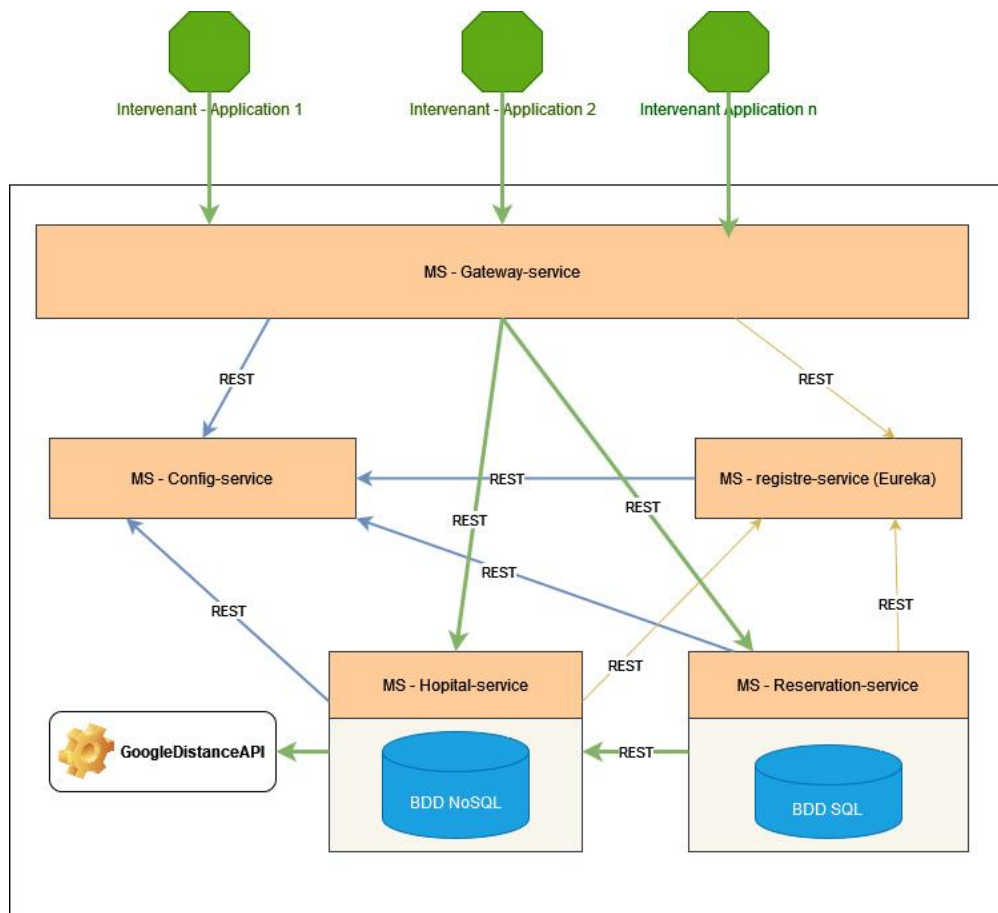 Intervenant - Application 1
Intervenant - Application 2
Intervenant Application n
MS - Gateway-service
REST
REST
MS - Config-service
REST
MS - registre-service (Eureka)
REST
REST
REST
REST
REST
REST
MS - Hopital-service
MS - Reservation-service
GoogleDistanceAPI
REST
BDD NoSQL
BDD SQL